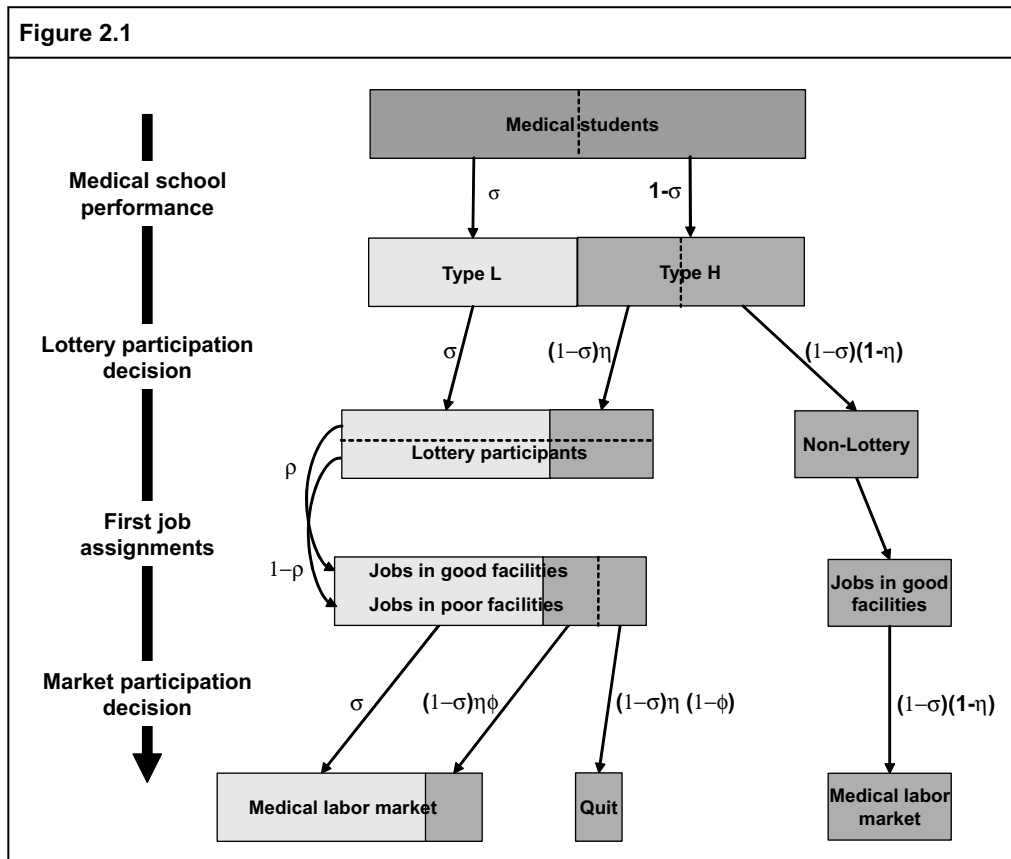 Figure 2.1
Medical students
Medical school
performance
σ
1-σ
Type L
Type H
Lottery participation
decision
σ
(1−σ)η
(1−σ)(1-η)
Lottery participants
Non-Lottery
ρ
First job
assignments
1−ρ
Jobs in good facilities
Jobs in poor facilities
Jobs in good
facilities
Market participation
decision
σ
(1−σ)ηϕ
(1−σ)η (1−ϕ)
(1−σ)(1-η)
Medical labor market
Quit
Medical labor
market